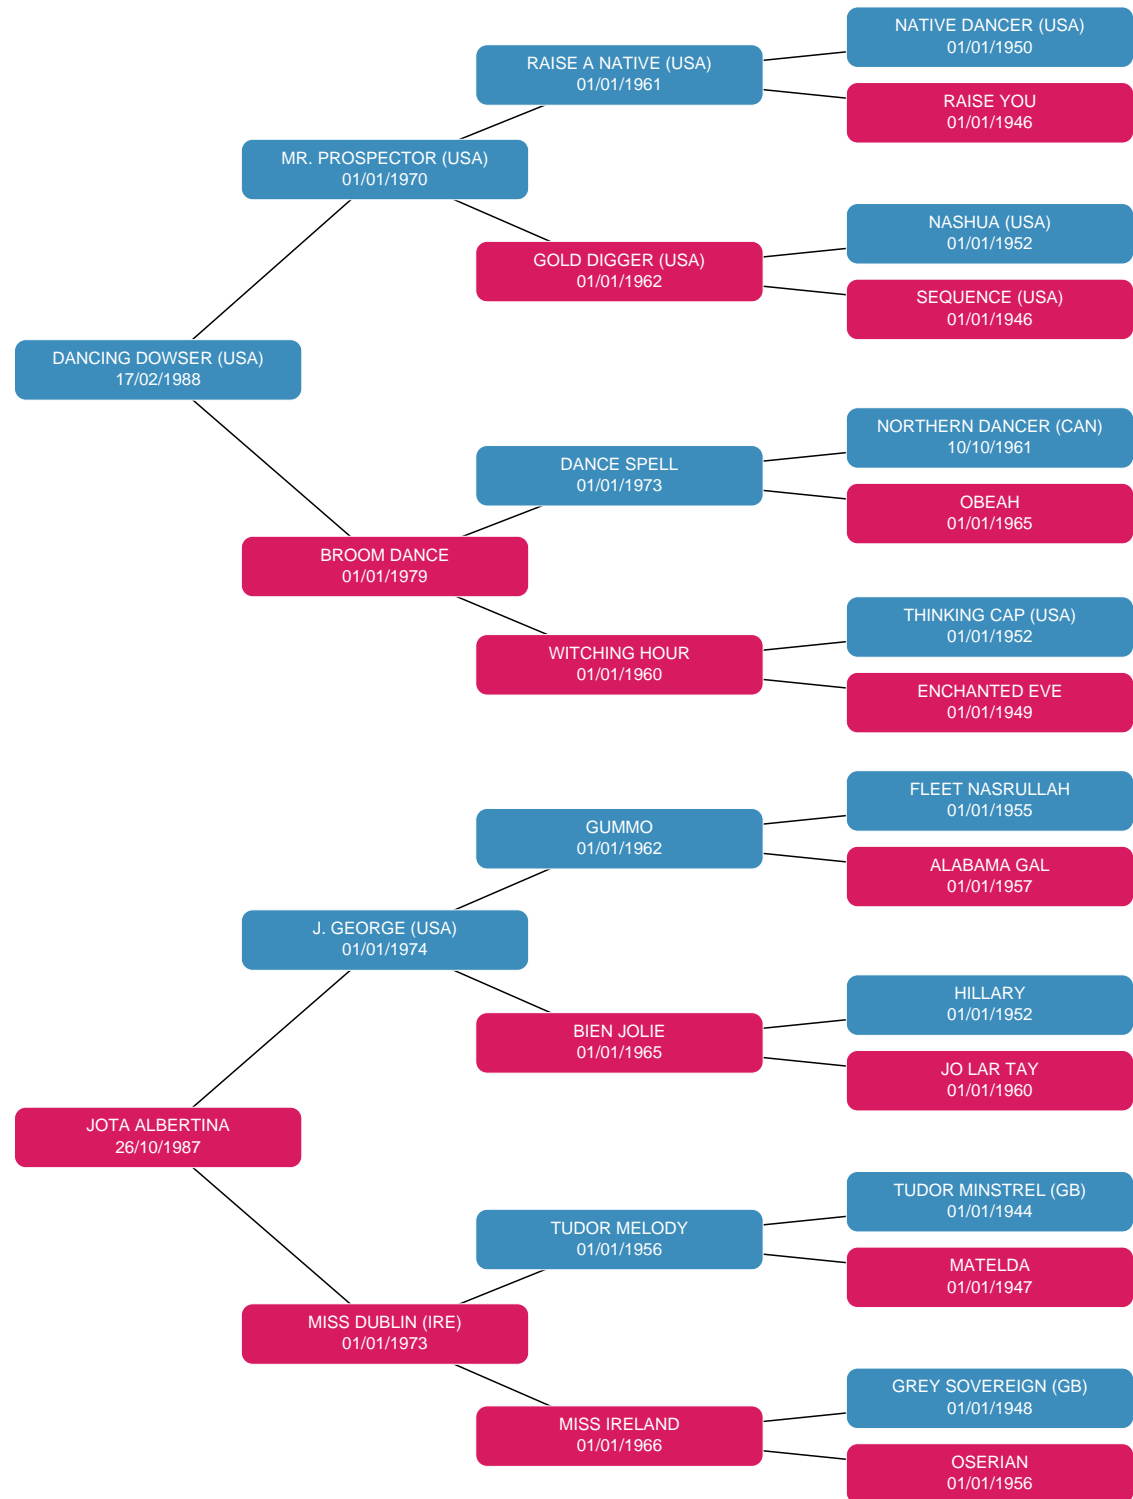 NATIVE DANCER (USA)
01/01/1950
RAISE A NATIVE (USA)
01/01/1961
RAISE YOU
01/01/1946
MR. PROSPECTOR (USA)
01/01/1970
NASHUA (USA)
01/01/1952
GOLD DIGGER (USA)
01/01/1962
SEQUENCE (USA)
01/01/1946
DANCING DOWSER (USA)
17/02/1988
NORTHERN DANCER (CAN)
10/10/1961
DANCE SPELL
01/01/1973
OBEAH
01/01/1965
BROOM DANCE
01/01/1979
THINKING CAP (USA)
01/01/1952
WITCHING HOUR
01/01/1960
ENCHANTED EVE
01/01/1949
FLEET NASRULLAH
01/01/1955
GUMMO
01/01/1962
ALABAMA GAL
01/01/1957
J. GEORGE (USA)
01/01/1974
HILLARY
01/01/1952
BIEN JOLIE
01/01/1965
JO LAR TAY
01/01/1960
JOTA ALBERTINA
26/10/1987
TUDOR MINSTREL (GB)
01/01/1944
TUDOR MELODY
01/01/1956
MATELDA
01/01/1947
MISS DUBLIN (IRE)
01/01/1973
GREY SOVEREIGN (GB)
01/01/1948
MISS IRELAND
01/01/1966
OSERIAN
01/01/1956